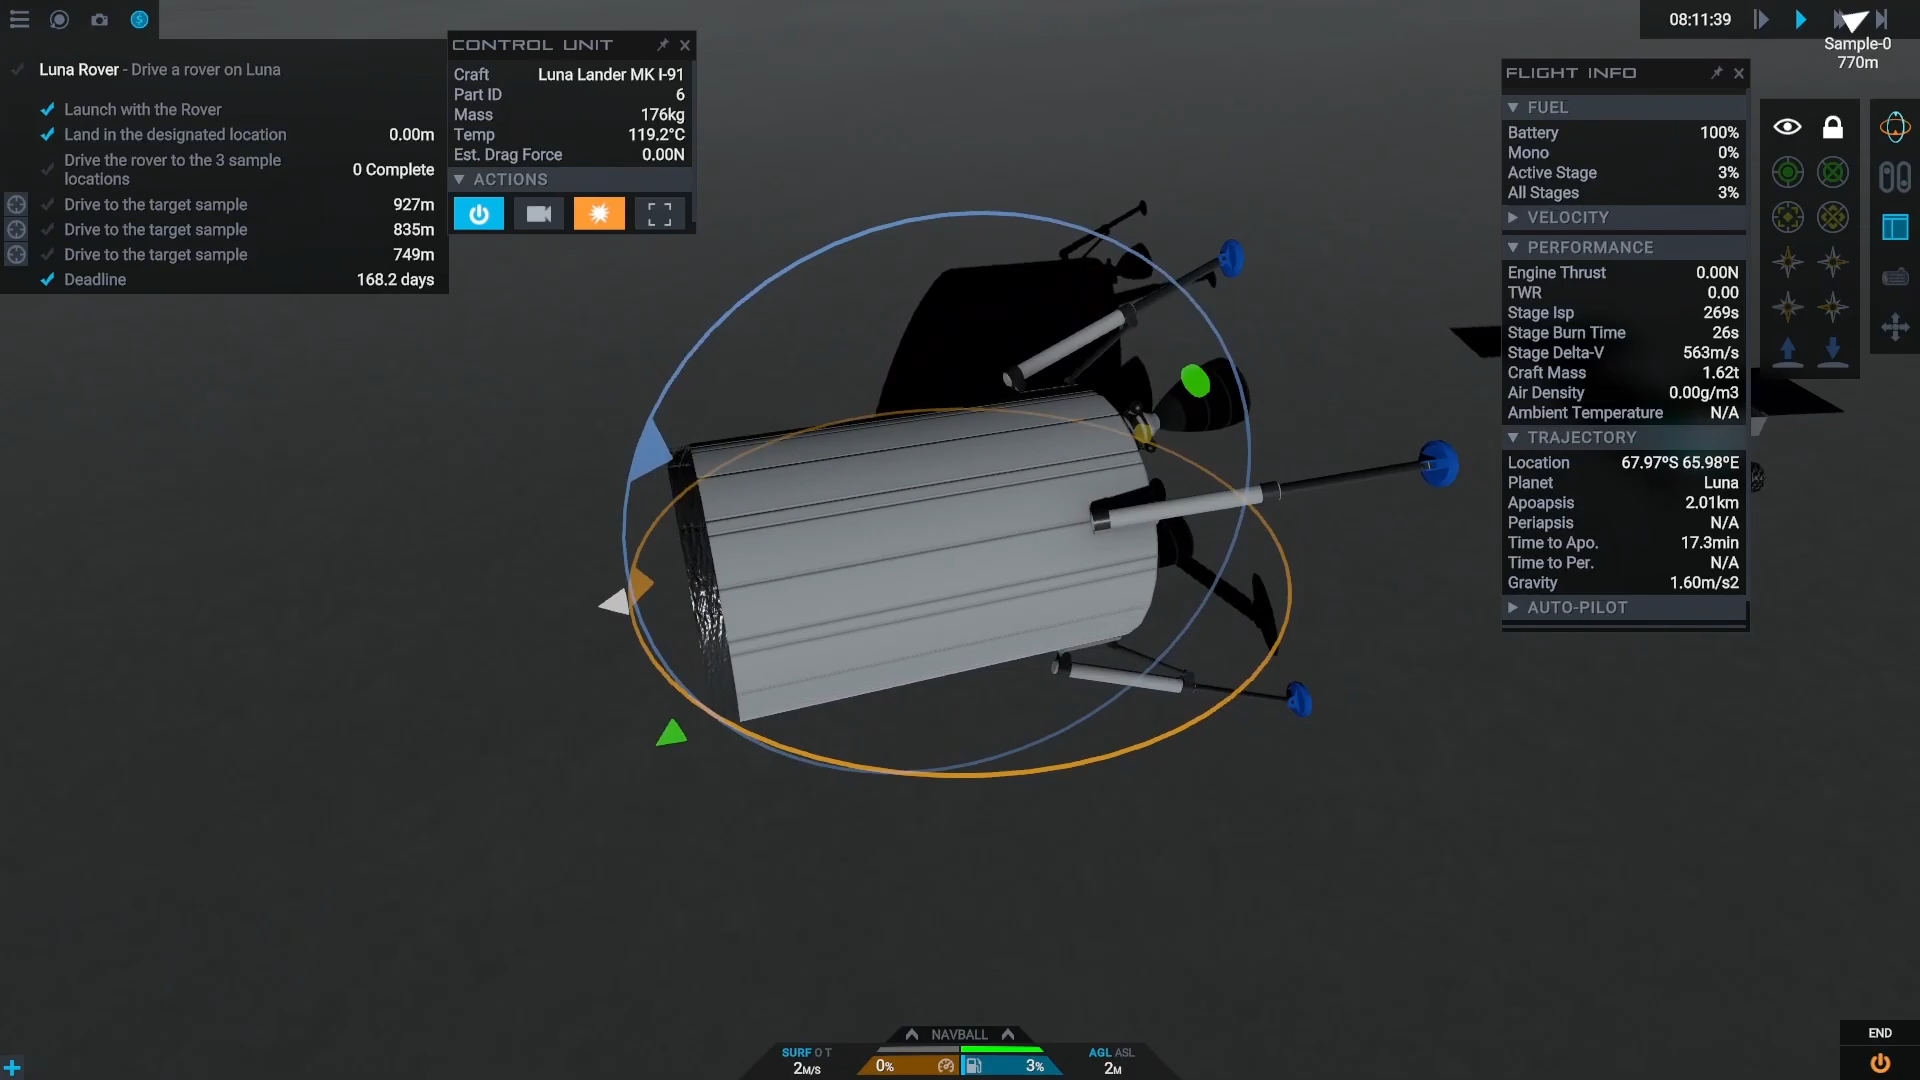 08:11:39
Sample-0
770m
Luna Rover - Drive a rover on Luna
Launch with the Rover
Land in the designated location 0.00m
Drive the rover to the 3 sample
locations 0 Complete
Drive to the target sample 927m
Drive to the target sample 835m
Drive to the target sample 749m
Deadline 168.2 days
CONTROL UNIT
Craft Luna Lander MK I-91
Part ID 6
Mass 176kg
Temp 119.2°C
Est. Drag Force 0.00N
ACTIONS
FLIGHT INFO
FUEL
Battery 100%
Mono 0%
Active Stage 3%
All Stages 3%
VELOCITY
PERFORMANCE
Engine Thrust 0.00N
TWR 0.00
Stage Isp 269s
Stage Burn Time 26s
Stage Delta-V 563m/s
Craft Mass 1.62t
Air Density 0.00g/m3
Ambient Temperature N/A
TRAJECTORY
Location 67.97ºS 65.98ºE
Planet Luna
Apoapsis 2.01km
Periapsis N/A
Time to Apo. 17.3min
Time to Per. N/A
Gravity 1.60m/s2
AUTO-PILOT
NAVBALL
SURF O T
2M/S
0%
3%
AGL ASL
2M
END